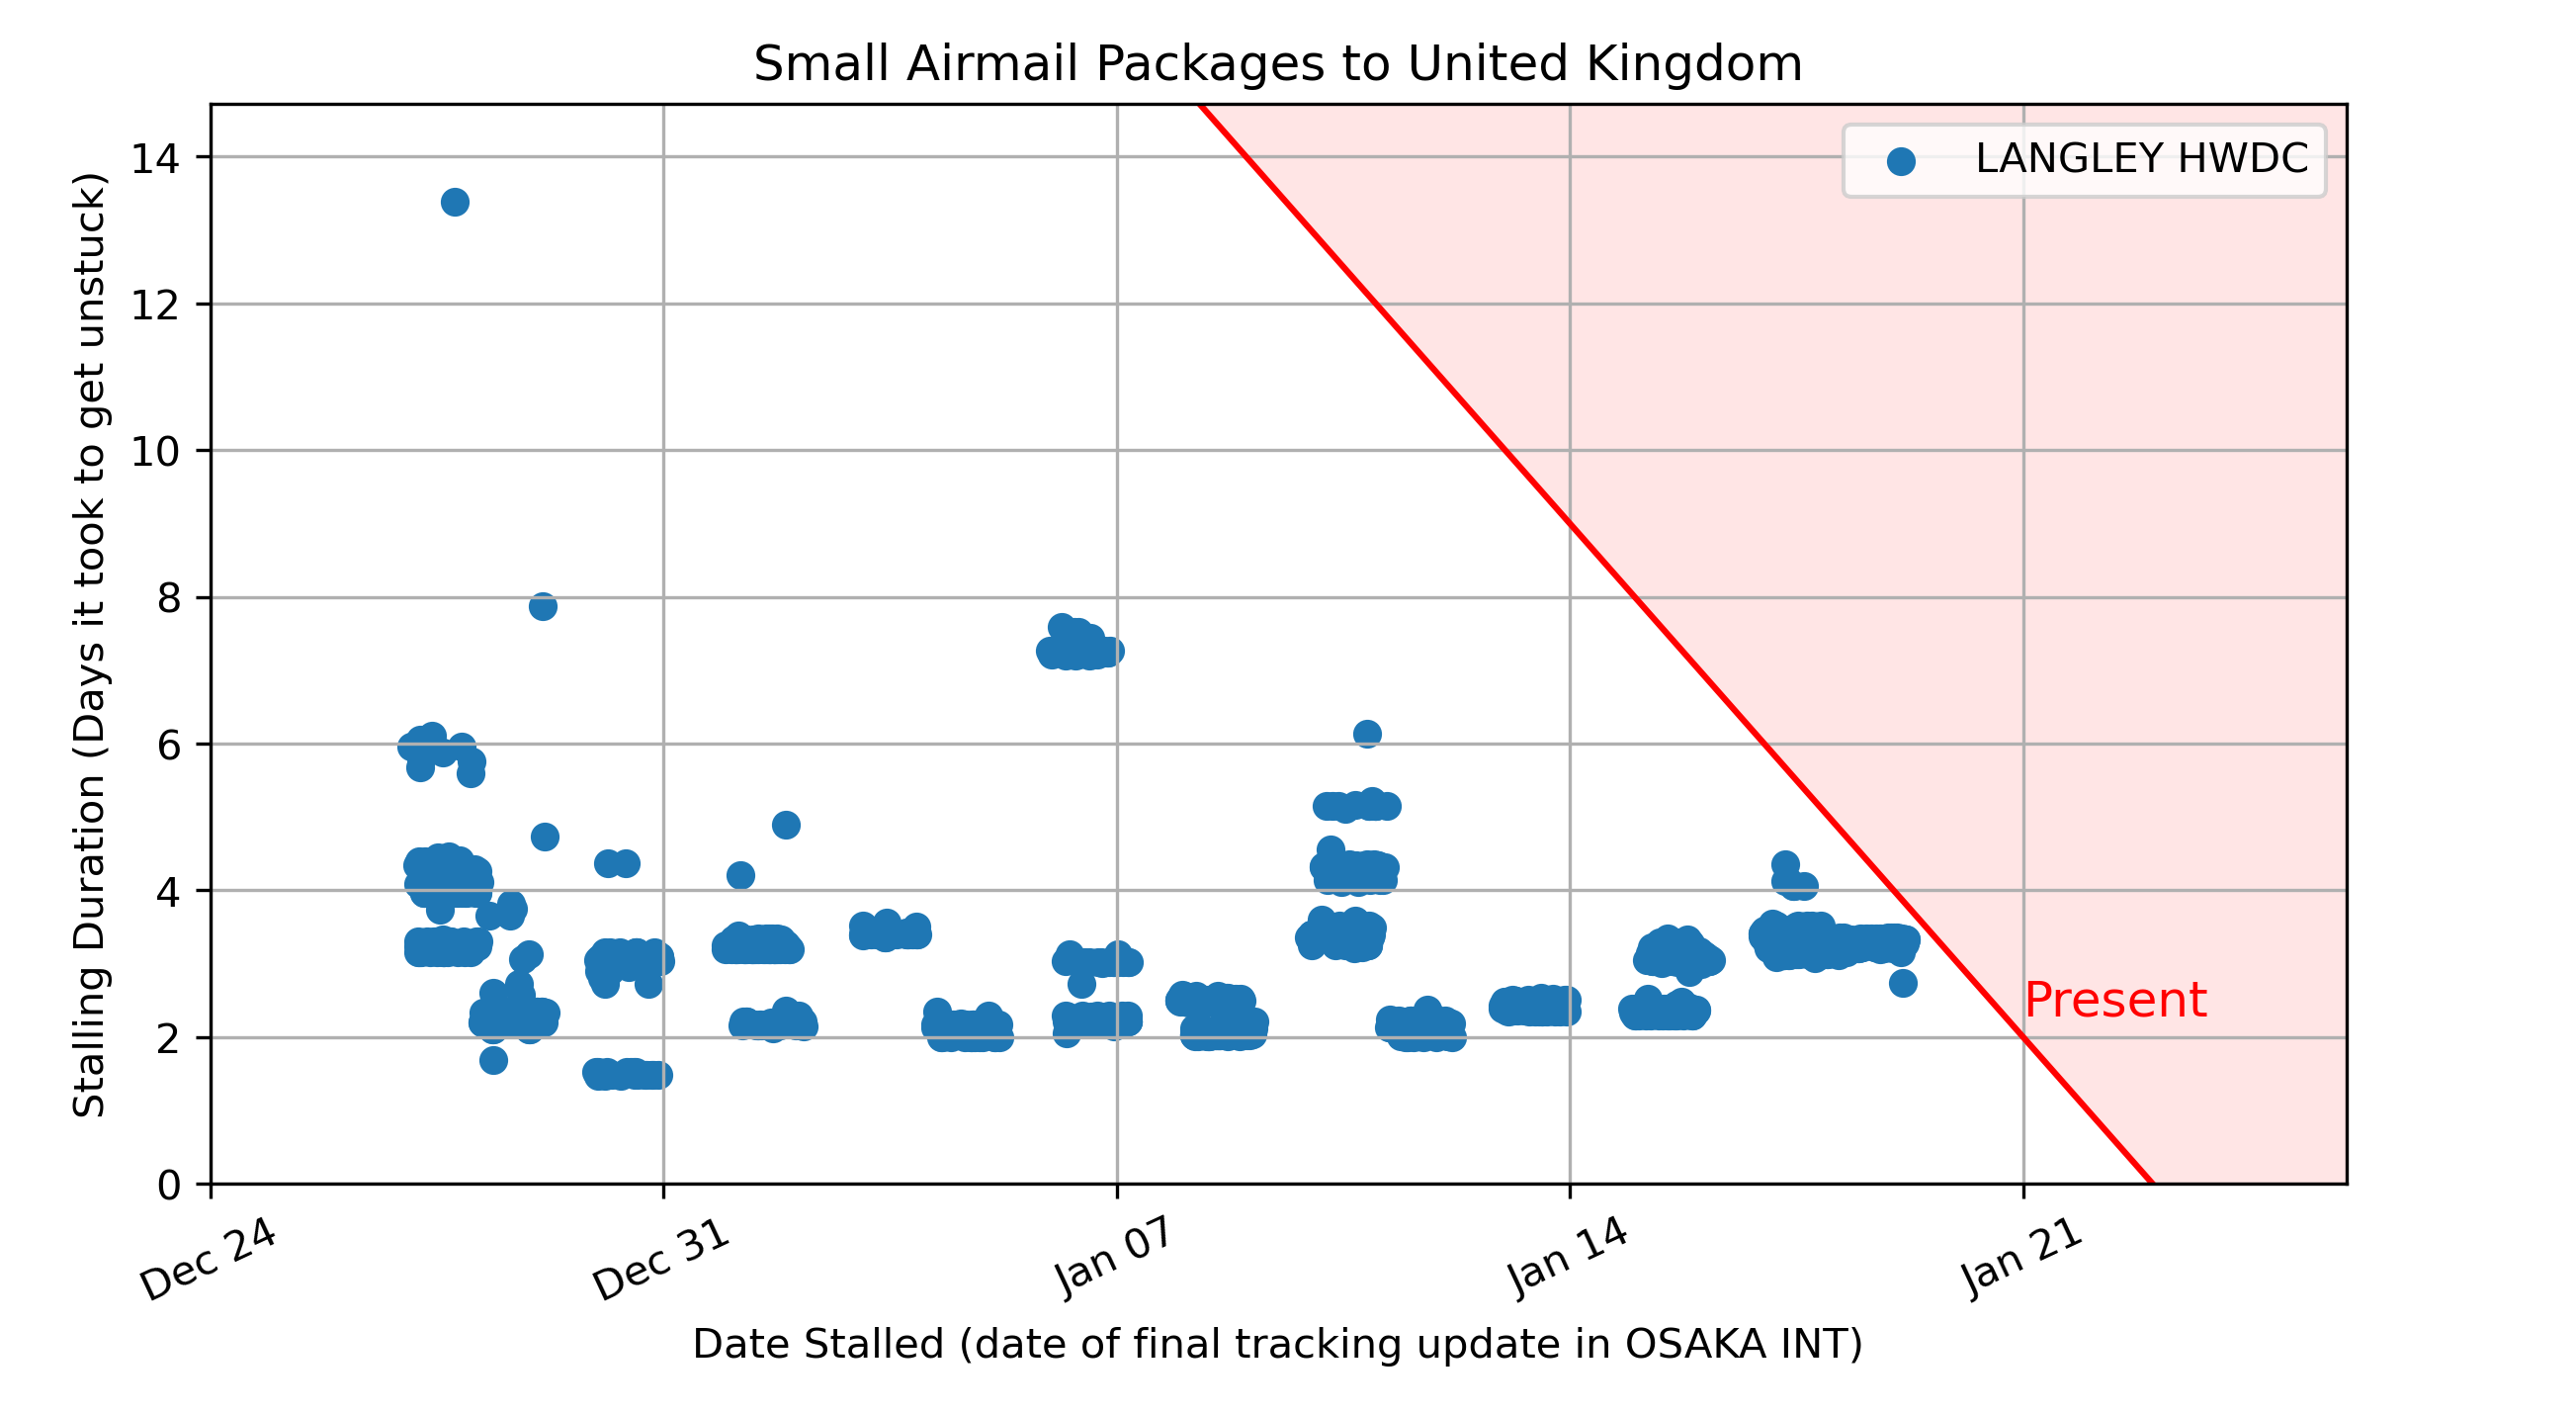 Small Airmail Packages to United Kingdom
Stalling Duration (Days it took to get unstuck)
14
12
10
8
6
4
2
0
LANGLEY HWDC
Present
Dec 24
Dec 31
Jan 07
Jan 14
Jan 21
Date Stalled (date of final tracking update in OSAKA INT)